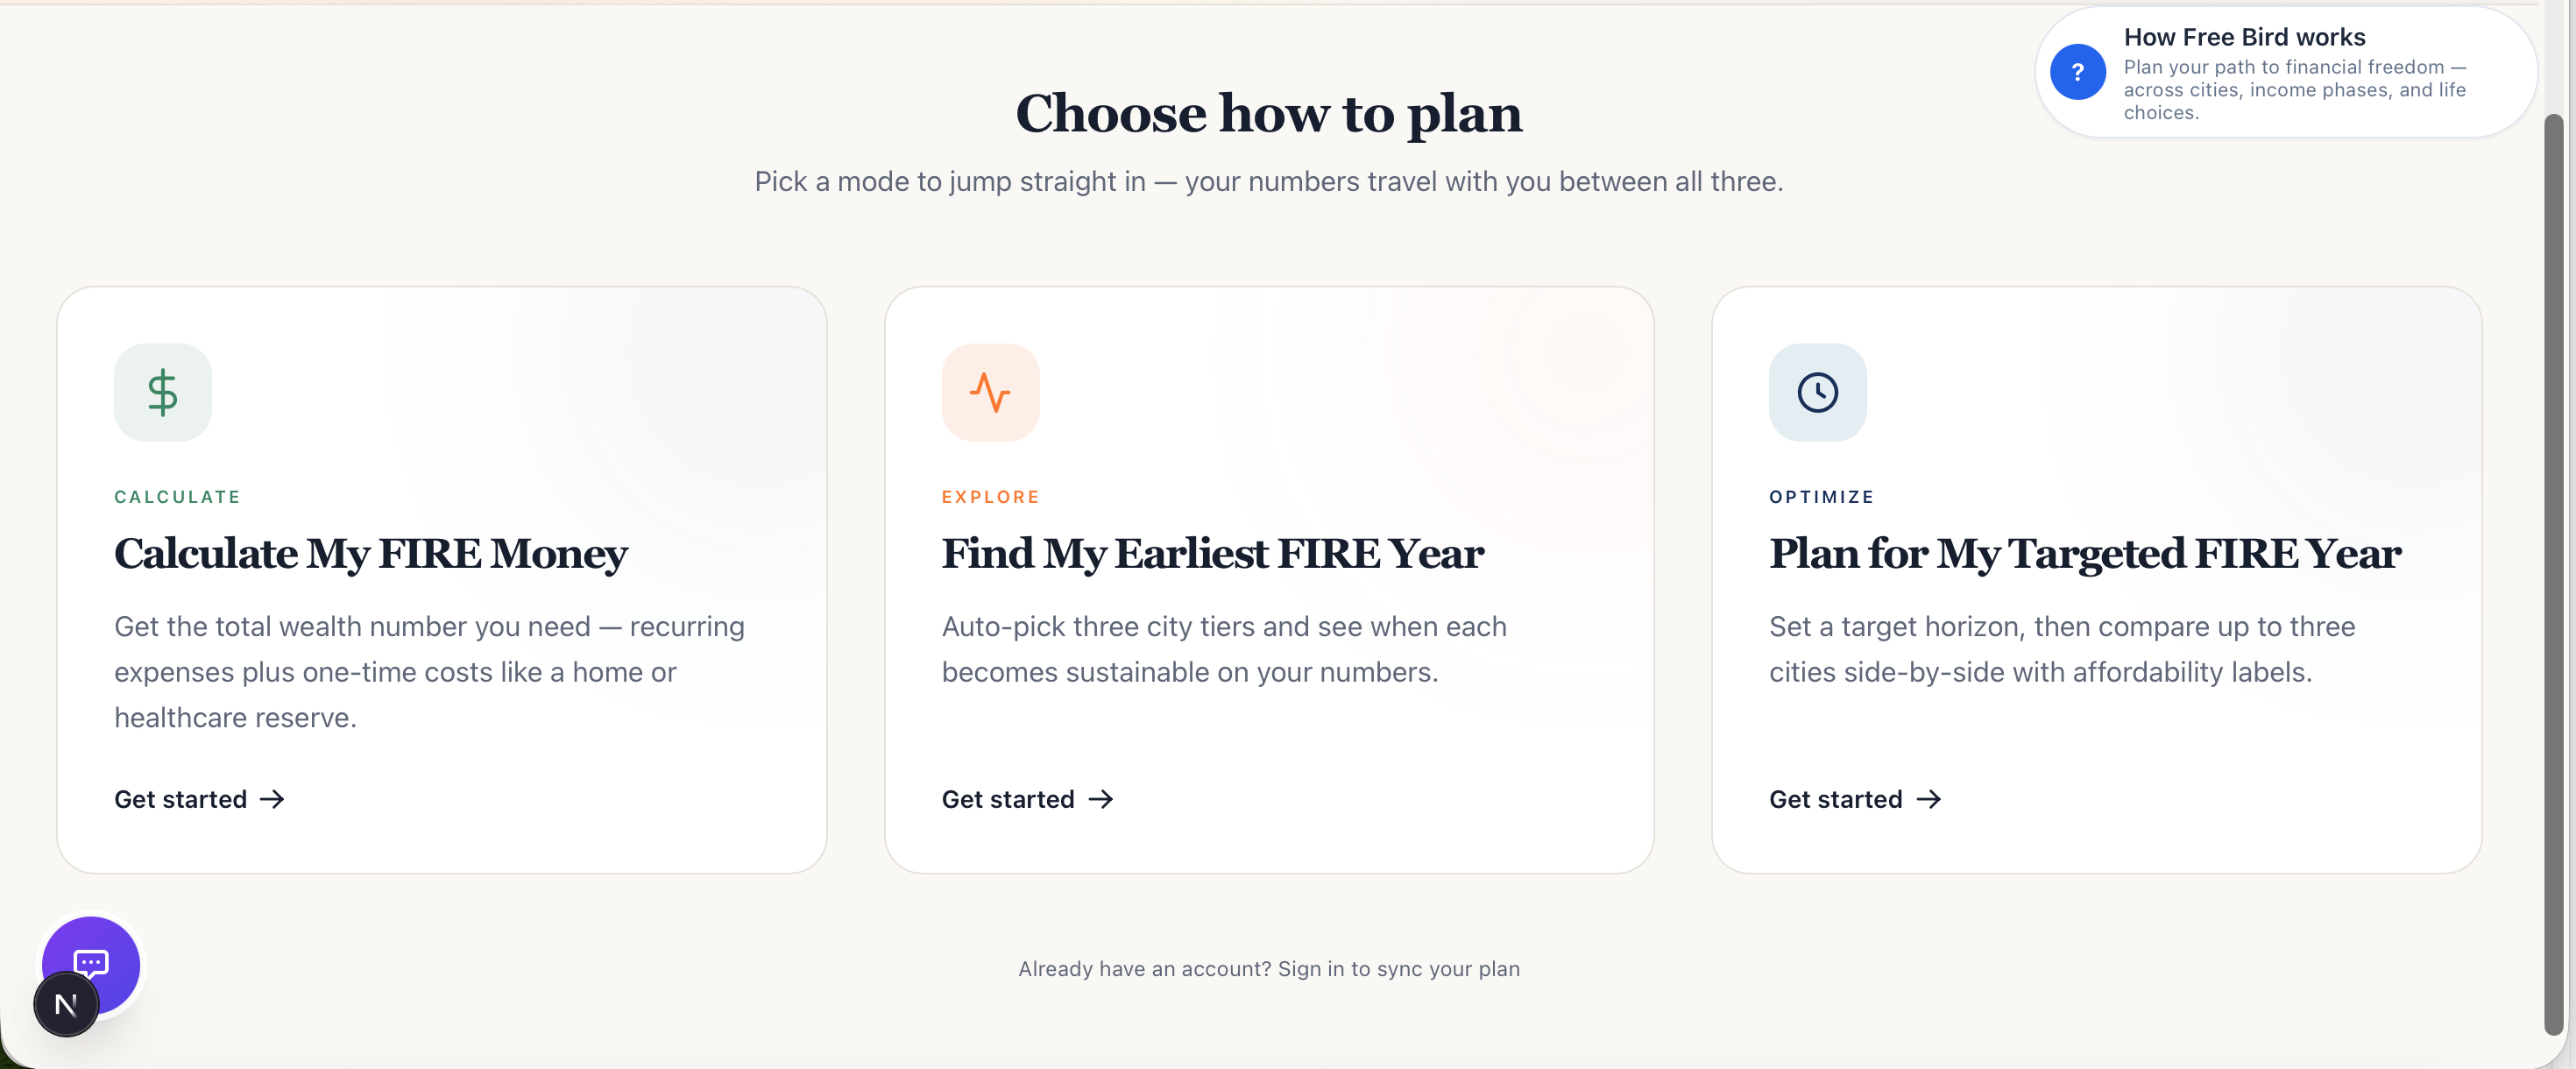 How Free Bird works
?
Plan your path to financial freedom —
across cities, income phases, and life
choices.
Choose how to plan
Pick a mode to jump straight in — your numbers travel with you between all three.
$
CALCULATE
Calculate My FIRE Money
Get the total wealth number you need — recurring
expenses plus one-time costs like a home or
healthcare reserve.
Get started →
EXPLORE
Find My Earliest FIRE Year
Auto-pick three city tiers and see when each
becomes sustainable on your numbers.
Get started →
OPTIMIZE
Plan for My Targeted FIRE Year
Set a target horizon, then compare up to three
cities side-by-side with affordability labels.
Get started →
Already have an account? Sign in to sync your plan
N